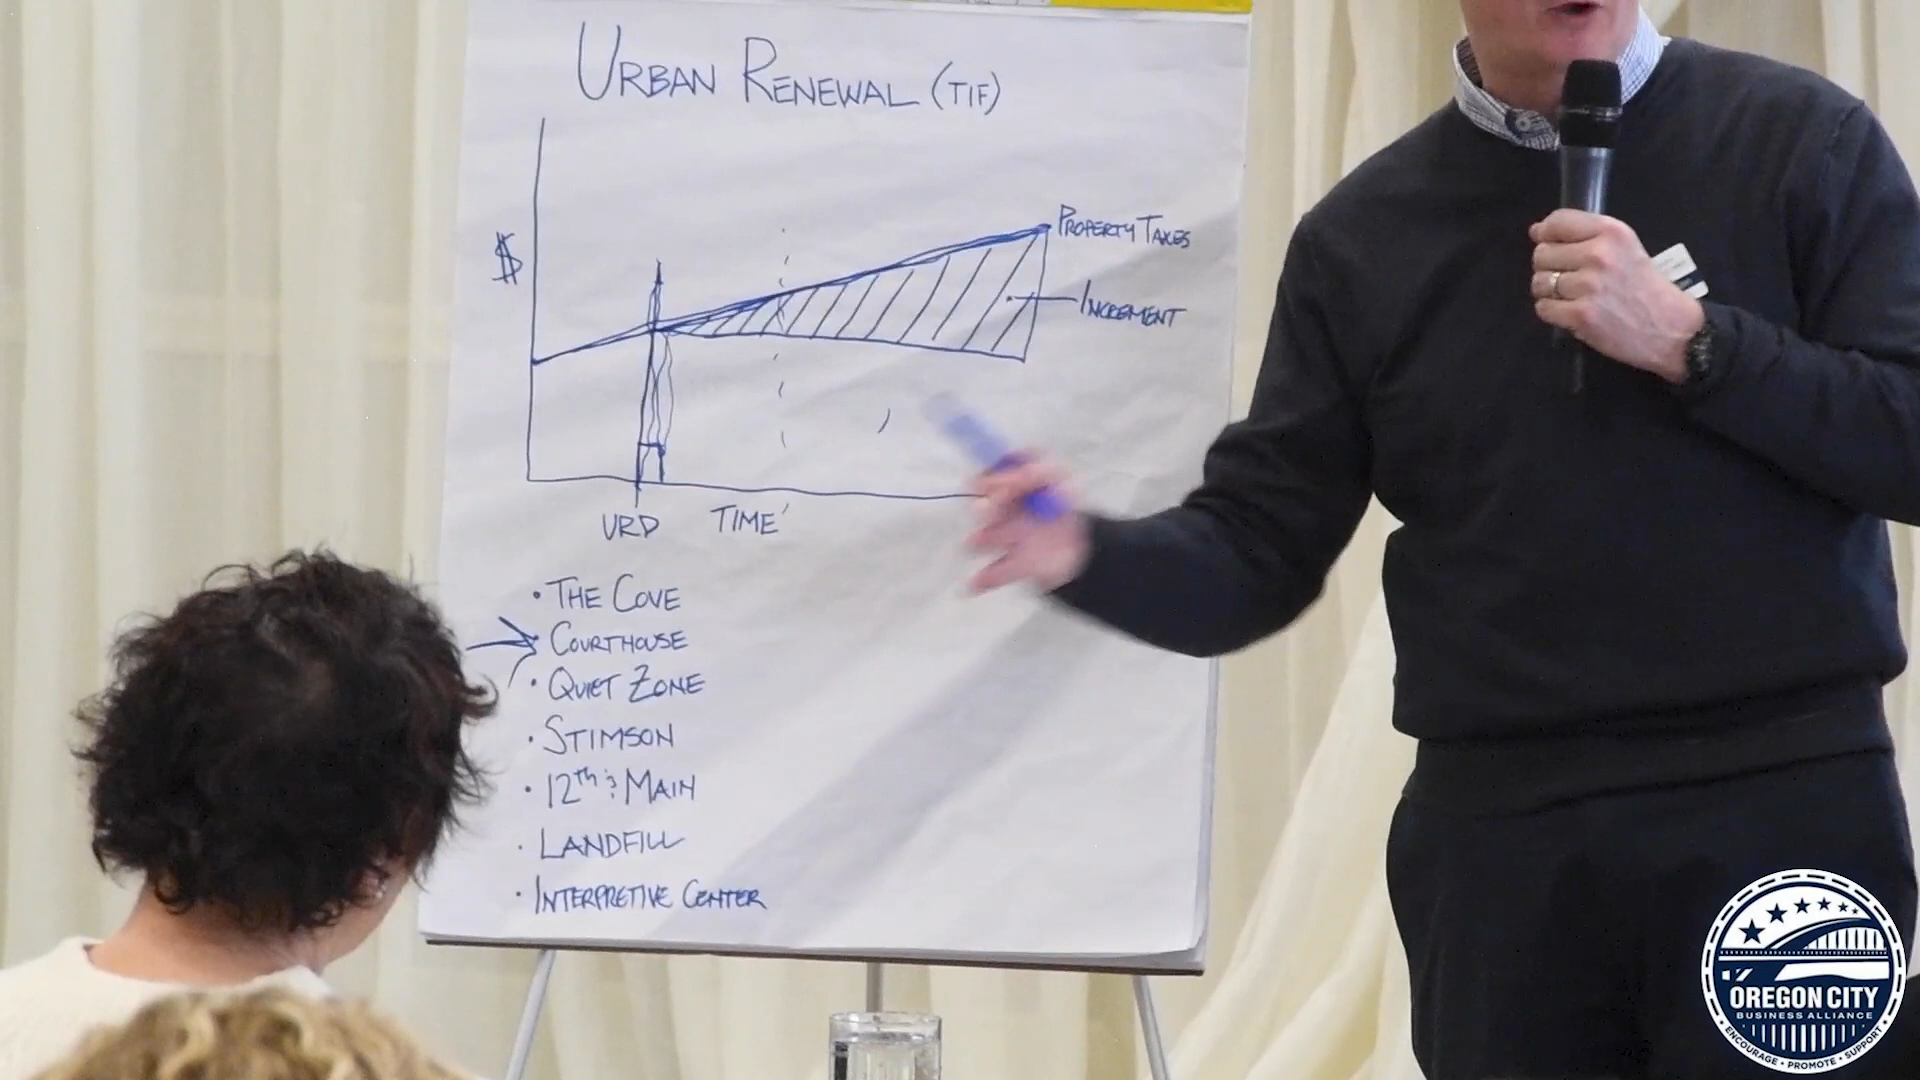 URBAN RENEWAL (TIF)
$
PROPERTY TAXES
INCREMENT
URD TIME
• THE COVE
COURTHOUSE
• QUIET ZONE
• STIMSON
• 12th & MAIN
• LANDFILL
• INTERPRETIVE CENTER
OREGON CITY
BUSINESS ALLIANCE
ENCOURAGE • PROMOTE • SUPPORT